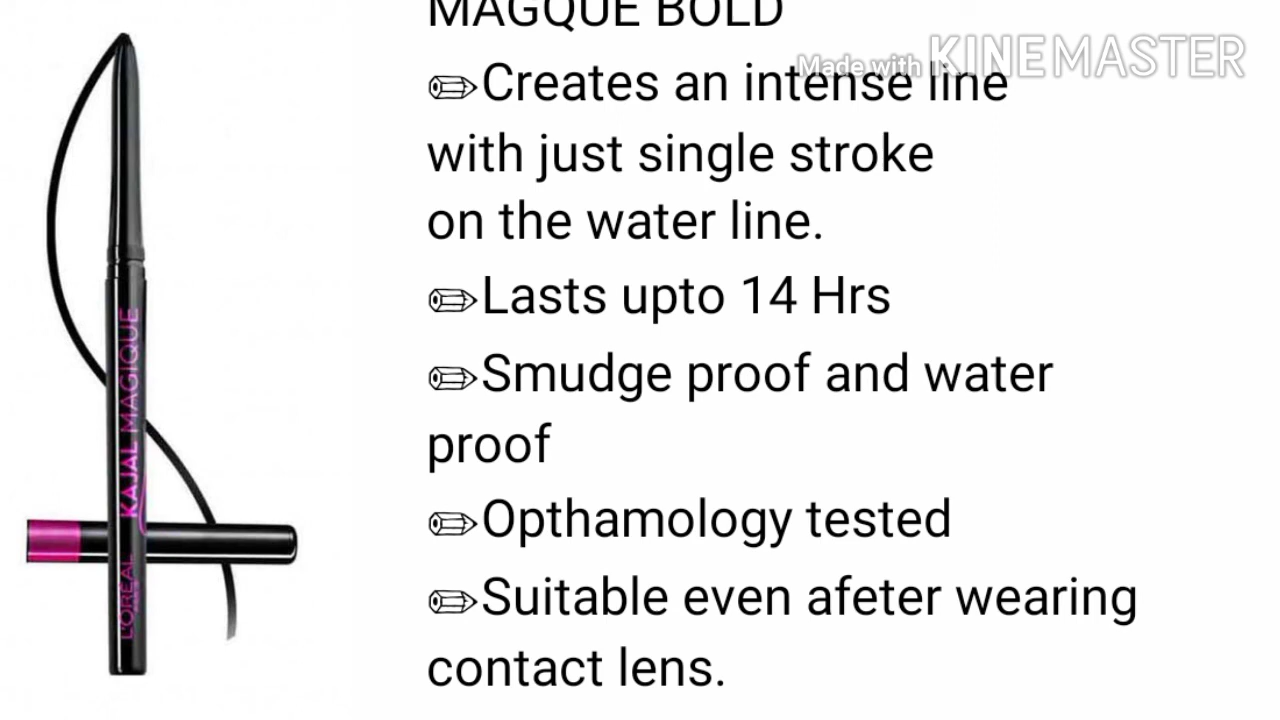 MAGQUE BOLD
Made with KINEMASTER
✏Creates an intense line
with just single stroke
on the water line.
✏Lasts upto 14 Hrs
✏Smudge proof and water
proof
✏Opthamology tested
✏Suitable even afeter wearing
contact lens.
L'ORÉAL KAJAL MAGIQUE